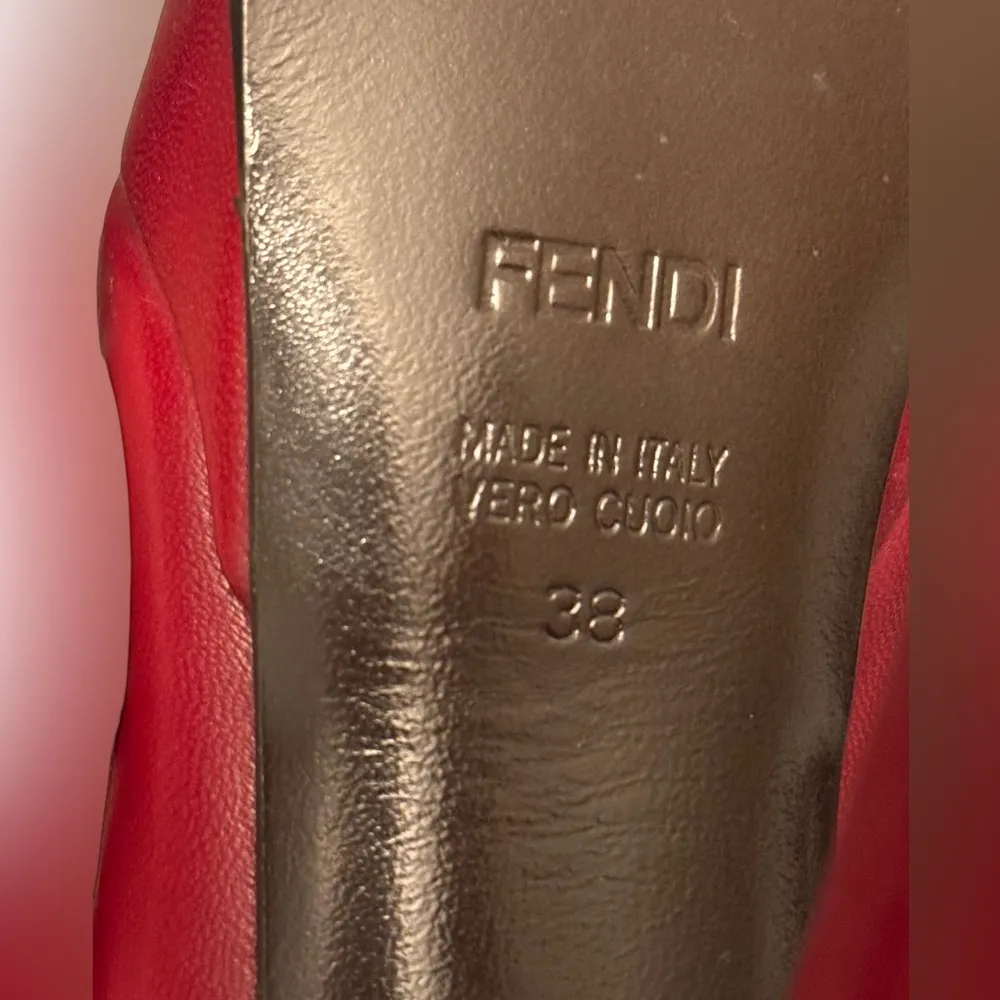 FENDI
MADE IN ITALY
VERO CUOIO
38